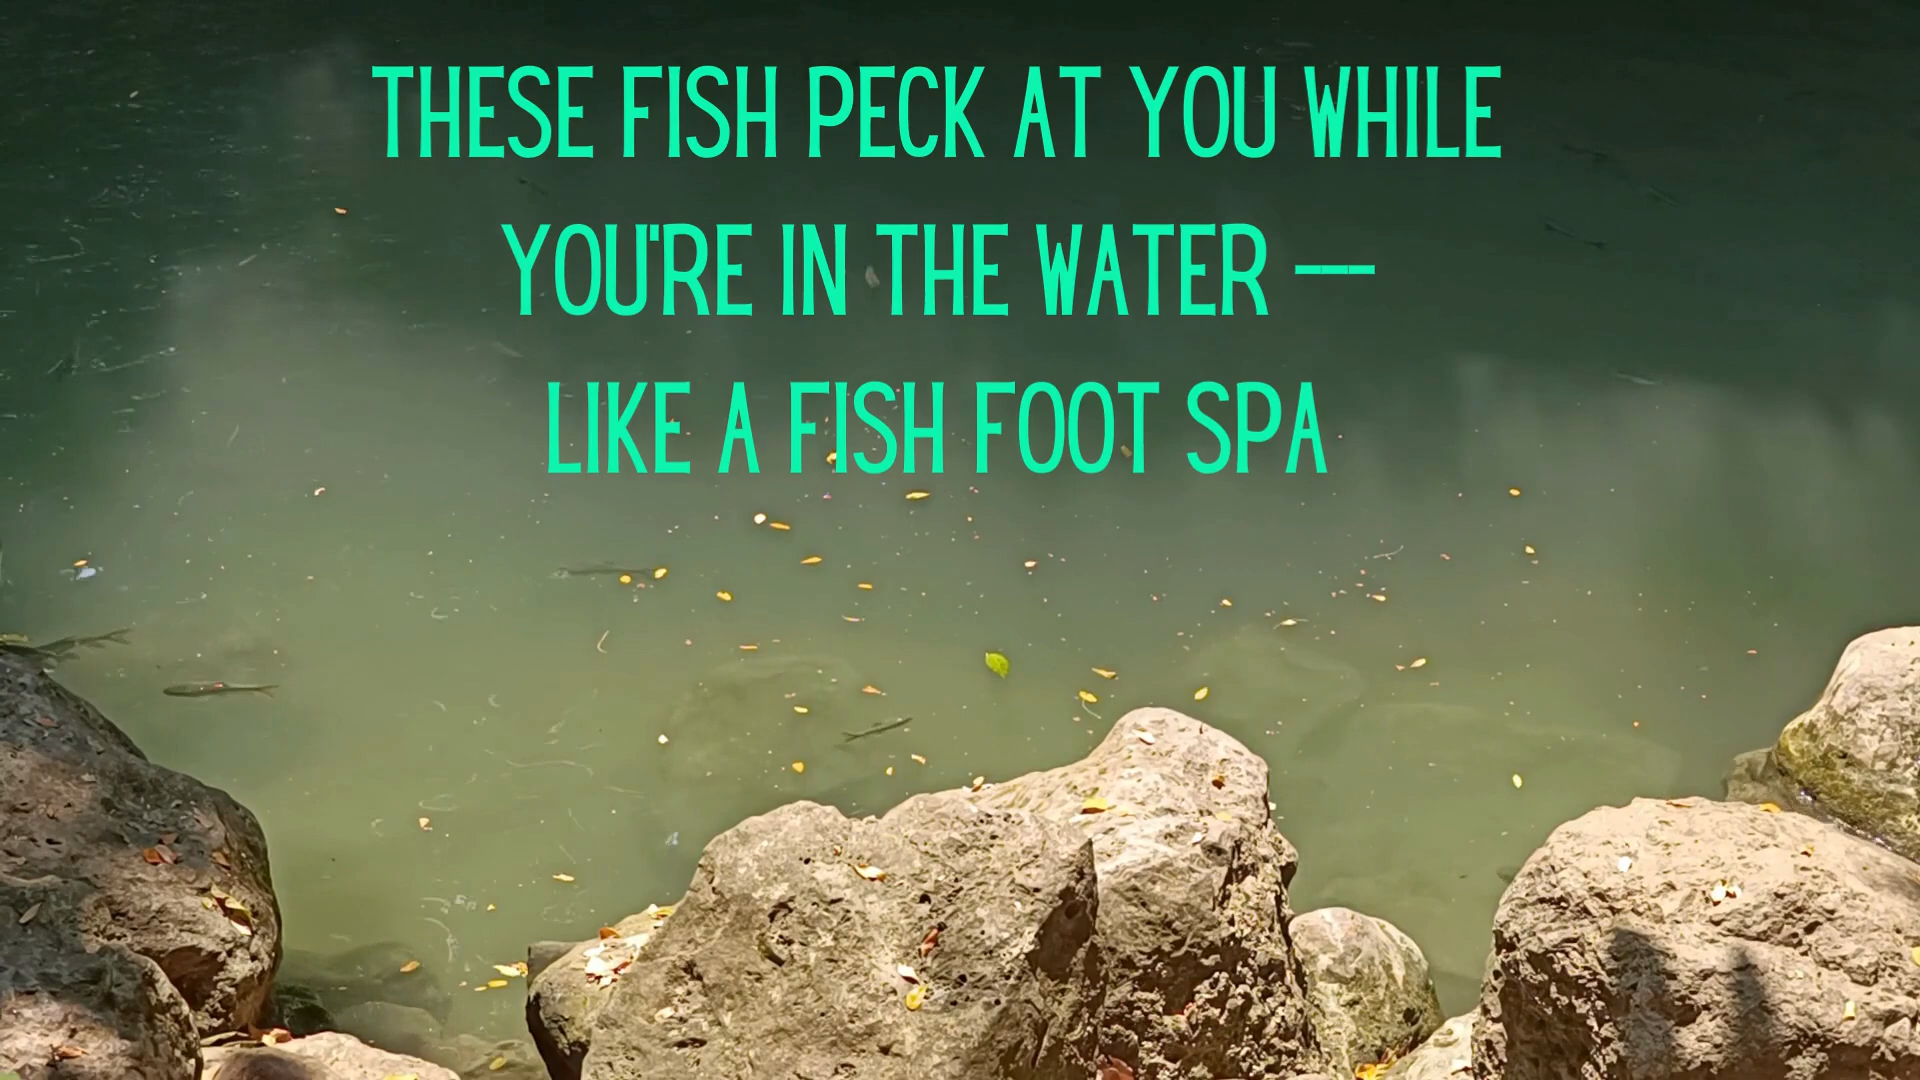 THESE FISH PECK AT YOU WHILE
YOU'RE IN THE WATER ---
LIKE A FISH FOOT SPA